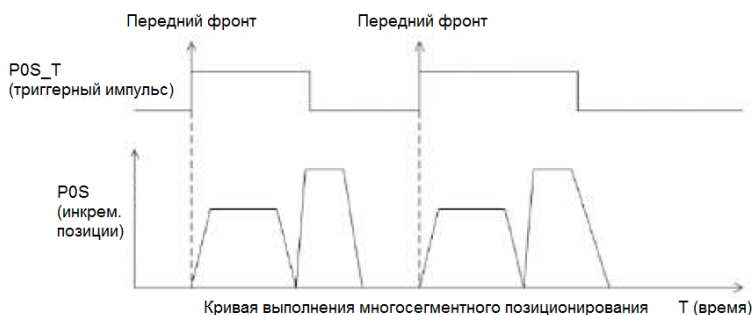 Передний фронт
Передний фронт
P0S_T
(триггерный импульс)
P0S
(инкрем.
позиции)
Кривая выполнения многосегментного позиционирования
T (время)